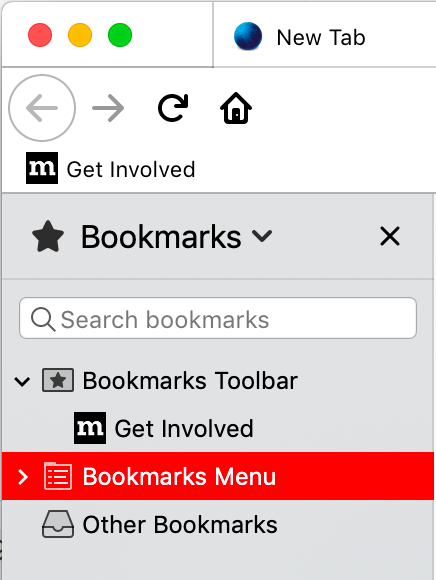 New Tab
m Get Involved
Bookmarks
Search bookmarks
Bookmarks Toolbar
m Get Involved
Bookmarks Menu
Other Bookmarks